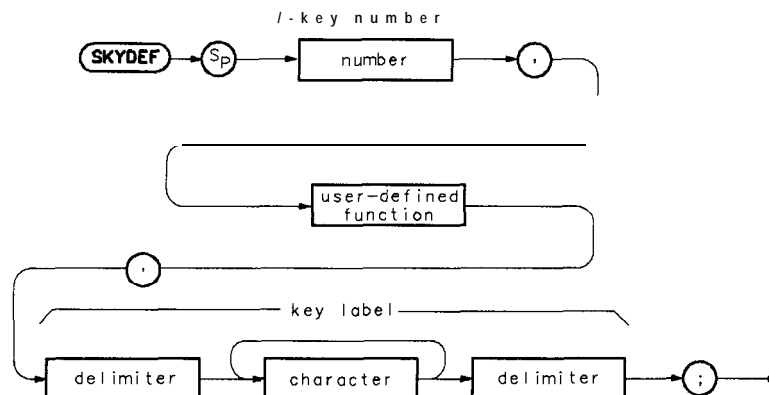 /-key number
SKYDEF SP number ,
user-defined
function
,
key label
delimiter character delimiter ;